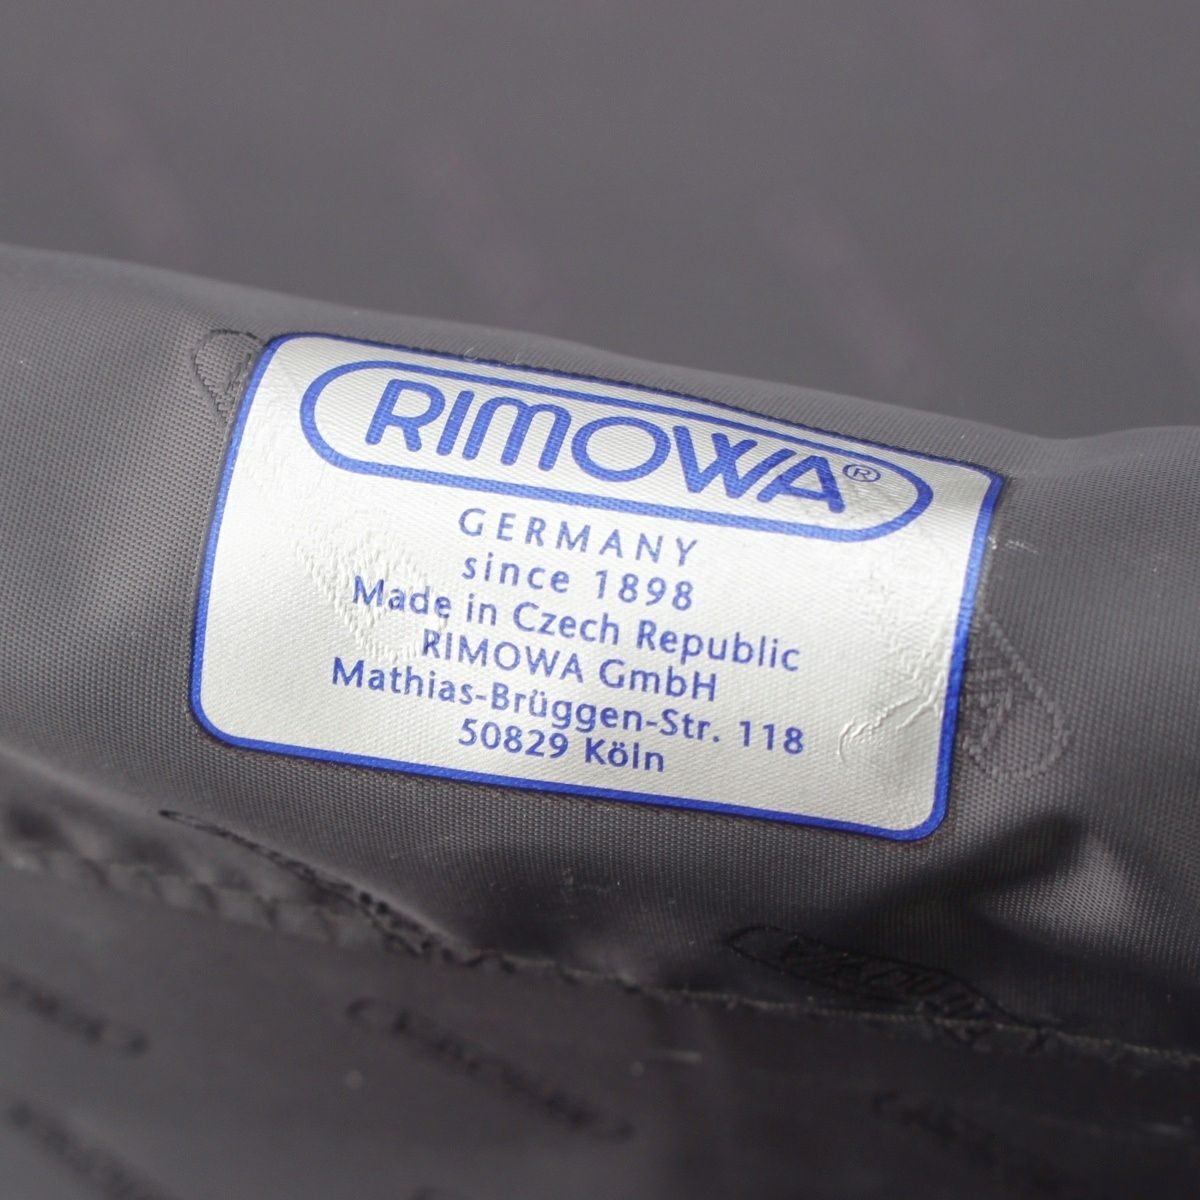 RIMOWA®
GERMANY
since 1898
Made in Czech Republic
RIMOWA GmbH
Mathias-Brüggen-Str. 118
50829 Köln